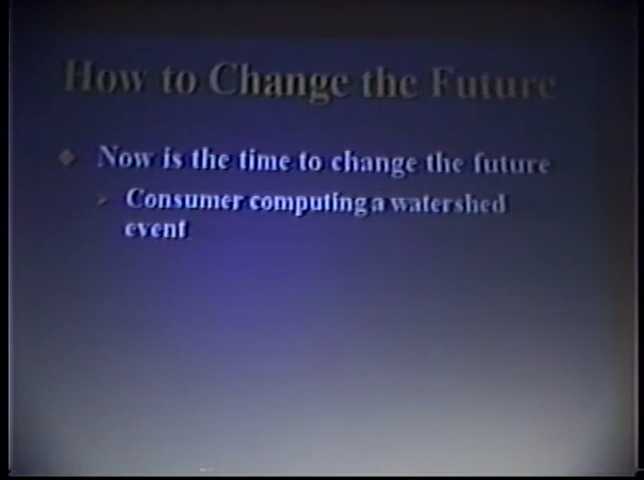 How to Change the Future
Now is the time to change the future
Consumer computing a watershed
event